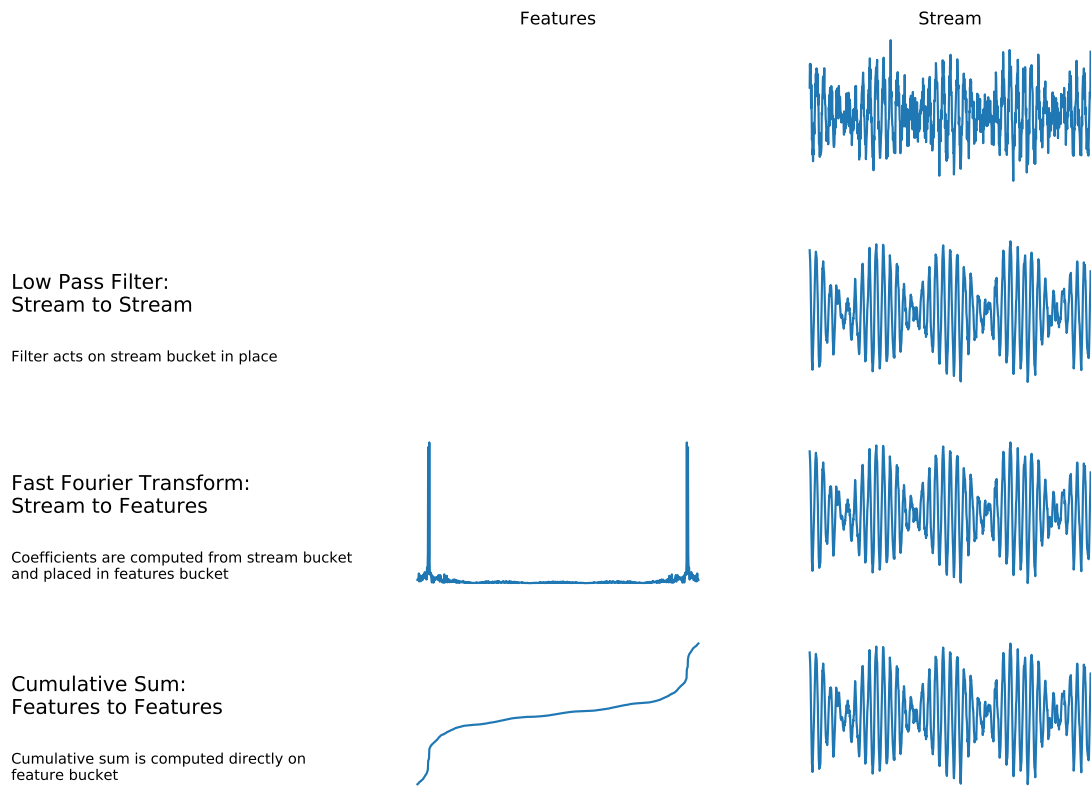 Features
Stream
Low Pass Filter:
Stream to Stream
Filter acts on stream bucket in place
Fast Fourier Transform:
Stream to Features
Coefficients are computed from stream bucket
and placed in features bucket
Cumulative Sum:
Features to Features
Cumulative sum is computed directly on
feature bucket